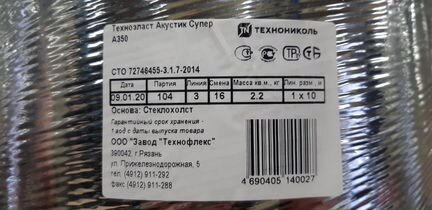 Техноэласт Акустик Супер
А350
ТЕХНОНИКОЛЬ
СТО 72746455-3.1.7-2014
Дата Партия Линия Смена Масса кв.м., кг Лин. разм., м
09.01.20 104 3 16 2.2 1 x 10
Основа: Стеклохолст
Гарантийный срок хранения -
1 год с даты выпуска товара
ООО "Завод "Технофлекс"
390042, г.Рязань
ул. Прижелезнодорожная, 5
тел. (4912) 911-292
факс (4912) 911-288
4 690405 140027